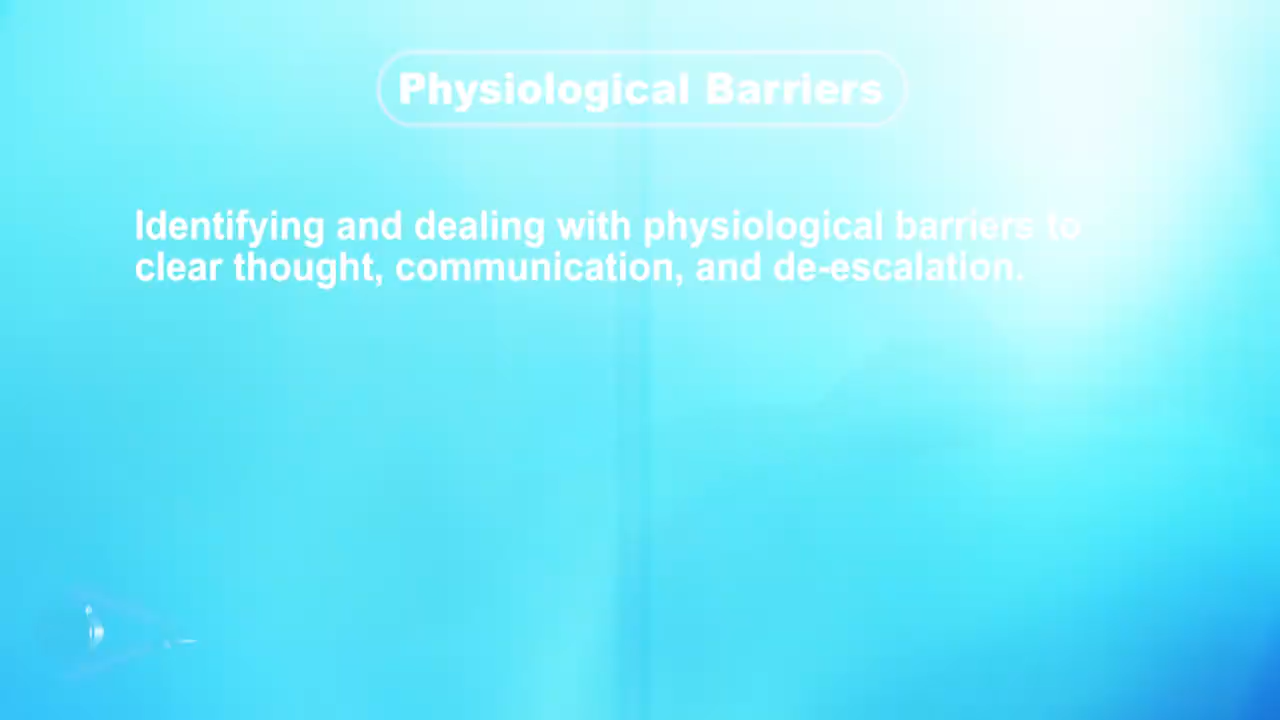 Physiological Barriers
Identifying and dealing with physiological barriers to
clear thought, communication, and de-escalation.